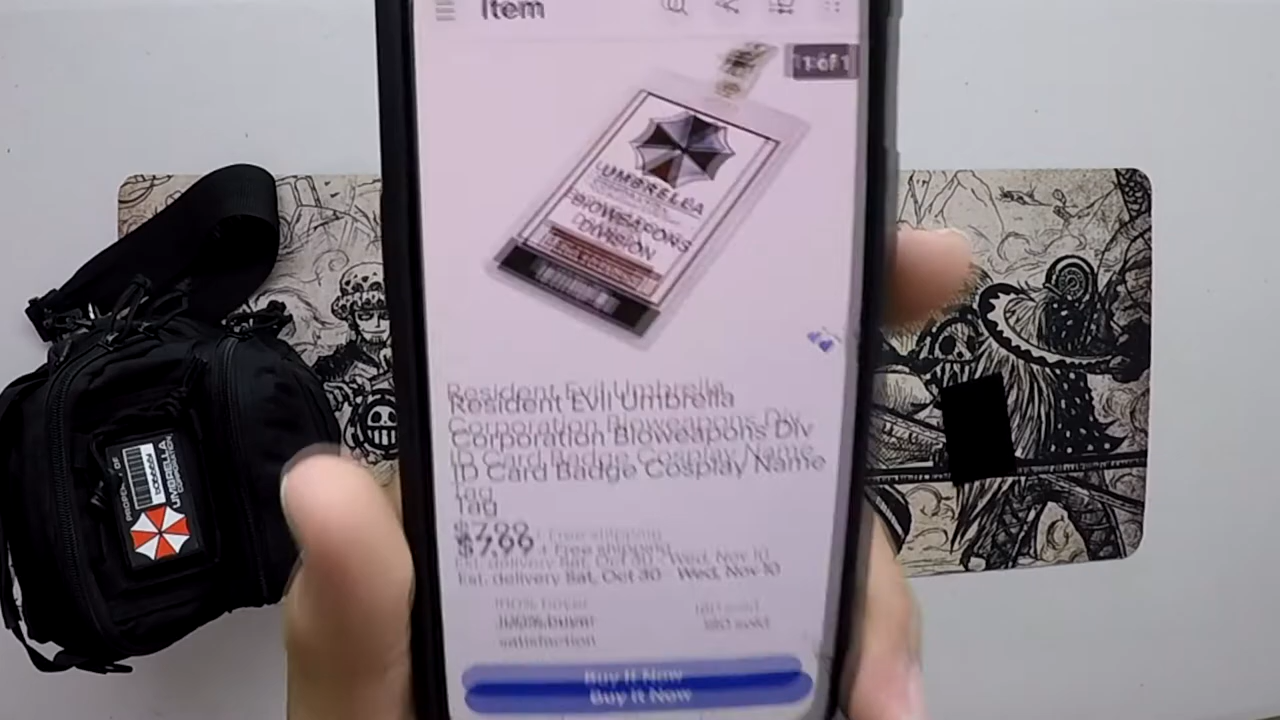 Item
1 of 1
UMBRELLA
BIOWEAPONS
DIVISION
Resident Evil Umbrella
Corporation Bioweapons Div
ID Card Badge Cosplay Name
Tag
$7.99 + Free shipping
Est. delivery Sat, Oct 30 - Wed, Nov 10
100% buyer
satisfaction
180 sold
Buy It Now
PROPERTY OF
UMBRELLA
CORPORATION